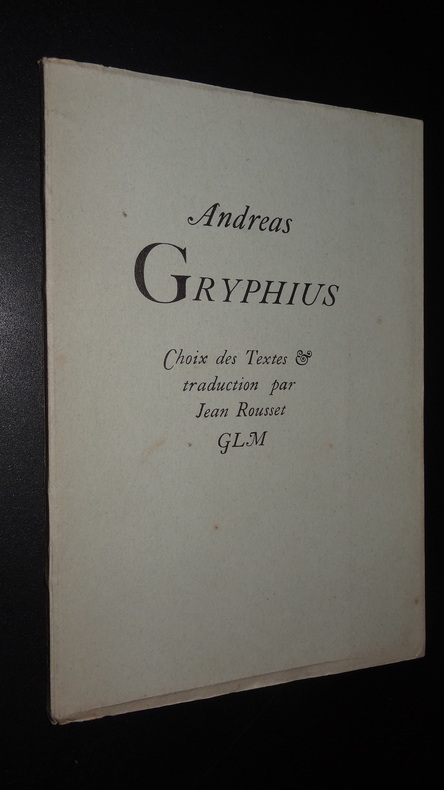 Andreas
GRYPHIUS
Choix des Textes &
traduction par
Jean Rousset
GLM